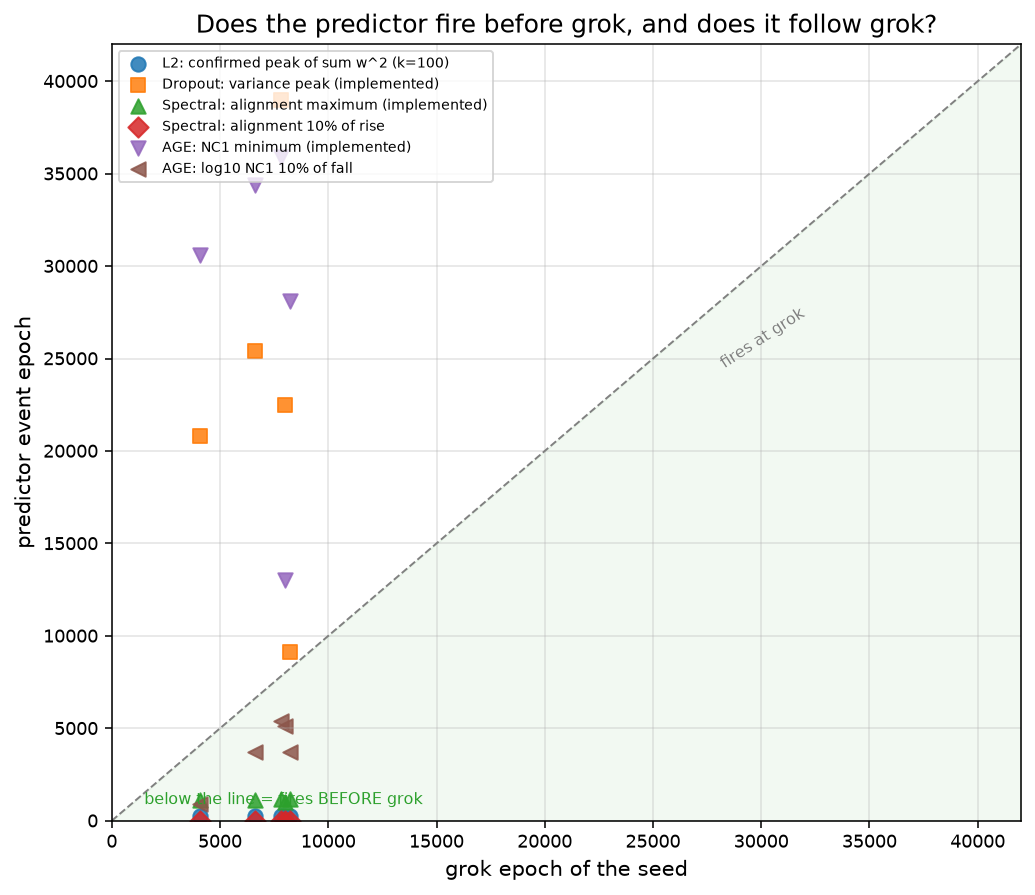 Does the predictor fire before grok, and does it follow grok?
L2: confirmed peak of sum w^2 (k=100)
Dropout: variance peak (implemented)
Spectral: alignment maximum (implemented)
Spectral: alignment 10% of rise
AGE: NC1 minimum (implemented)
AGE: log10 NC1 10% of fall
40000
35000
30000
25000
20000
15000
10000
5000
0
predictor event epoch
fires at grok
below the line = fires BEFORE grok
0 5000 10000 15000 20000 25000 30000 35000 40000
grok epoch of the seed